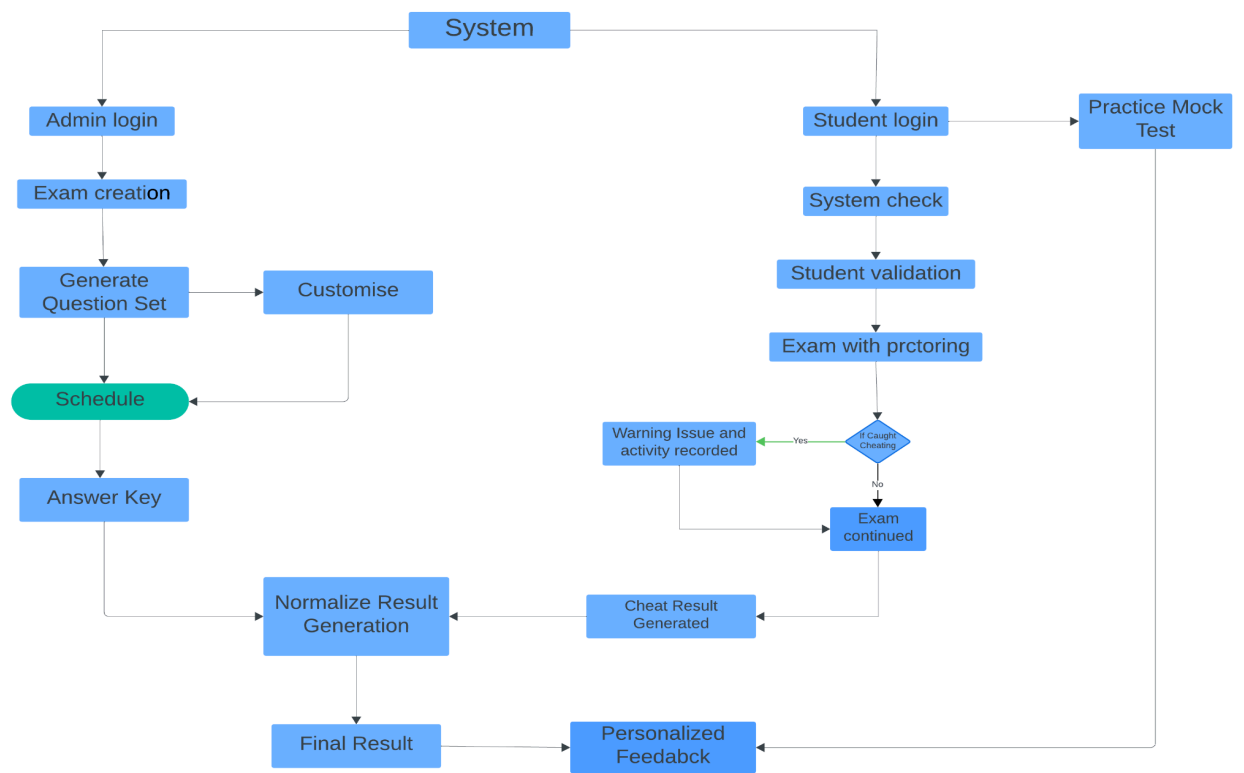 System
Admin login
Student login
Practice Mock
Test
Exam creation
System check
Generate
Question Set
Customise
Student validation
Exam with prctoring
Schedule
Warning Issue and
activity recorded
Yes
If Caught
Cheating
No
Answer Key
Exam
continued
Normalize Result
Generation
Cheat Result
Generated
Final Result
Personalized
Feedabck